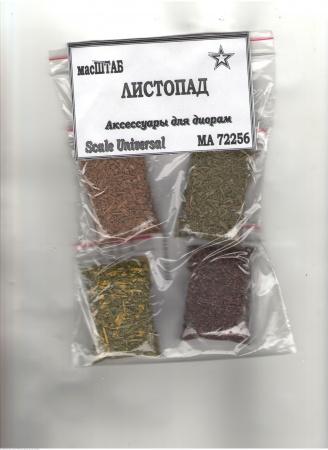 масШТАБ
ЛИСТОПАД
Аксессуары для диорам
Scale Universal MA 72256